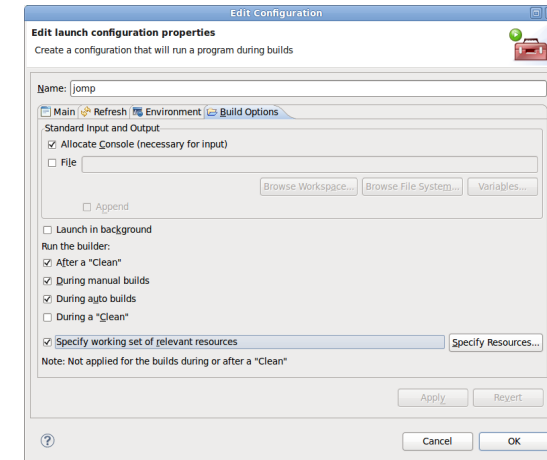 Edit Configuration
Edit launch configuration properties
Create a configuration that will run a program during builds
Name: jomp
Main Refresh Environment Build Options
Standard Input and Output
Allocate Console (necessary for input)
File
Browse Workspace... Browse File System... Variables...
Append
Launch in background
Run the builder:
After a "Clean"
During manual builds
During auto builds
During a "Clean"
Specify working set of relevant resources Specify Resources...
Note: Not applied for the builds during or after a "Clean"
Apply Revert
? Cancel OK